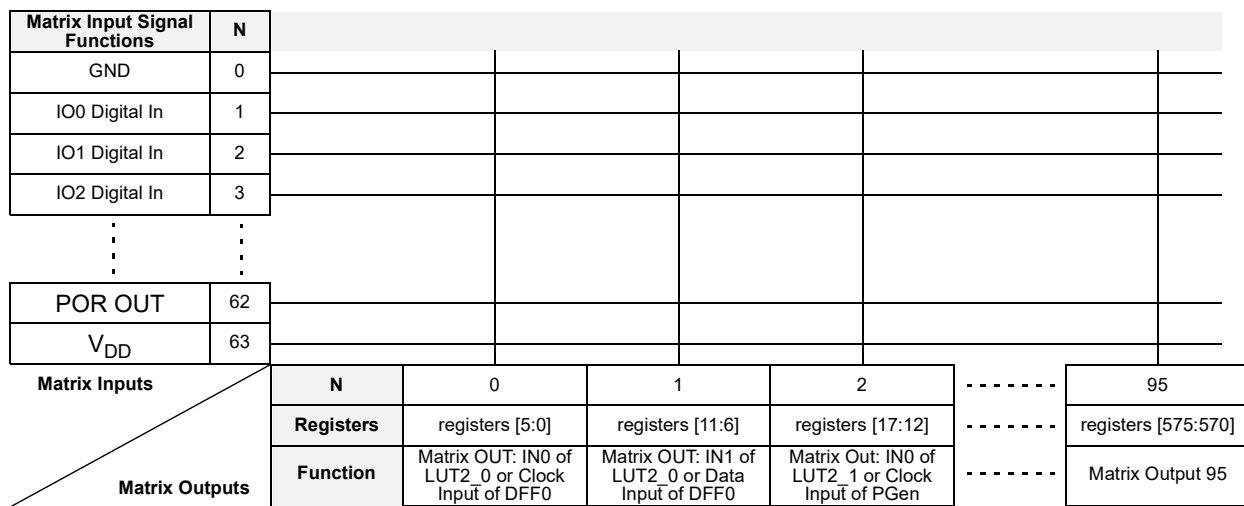 Matrix Input Signal
Functions
N
GND
0
IO0 Digital In
1
IO1 Digital In
2
IO2 Digital In
3
POR OUT
62
VDD
63
Matrix Inputs
N
0
1
2
95
Registers
registers [5:0]
registers [11:6]
registers [17:12]
registers [575:570]
Matrix Outputs
Function
Matrix OUT: IN0 of
LUT2_0 or Clock
Input of DFF0
Matrix OUT: IN1 of
LUT2_0 or Data
Input of DFF0
Matrix Out: IN0 of
LUT2_1 or Clock
Input of PGen
Matrix Output 95